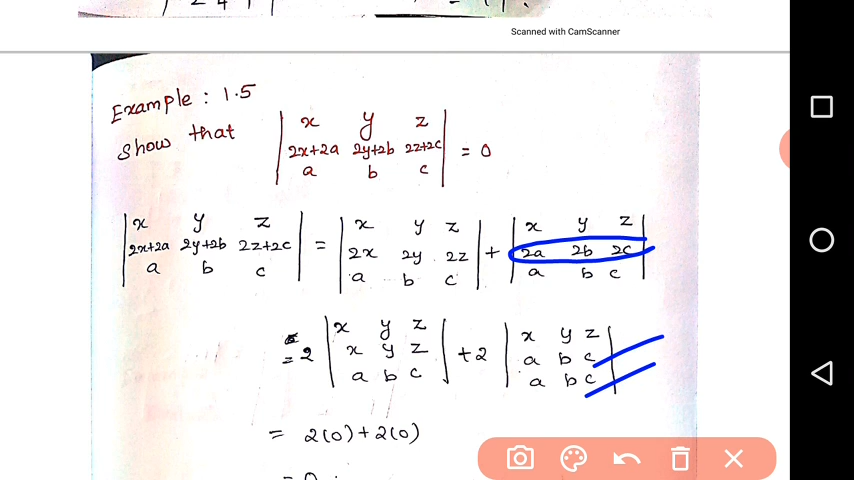 Scanned with CamScanner
Example : 1.5
Show that | x y z |
| 2x+2a 2y+2b 2z+2c | = 0
| a b c |
| x y z | | x y z | | x y z |
| 2x+2a 2y+2b 2z+2c | = | 2x 2y 2z | + | 2a 2b 2c |
| a b c | | a b c | | a b c |
| x y z | | x y z |
= 2 | x y z | + 2 | a b c |
| a b c | | a b c |
= 2(0)+2(0)